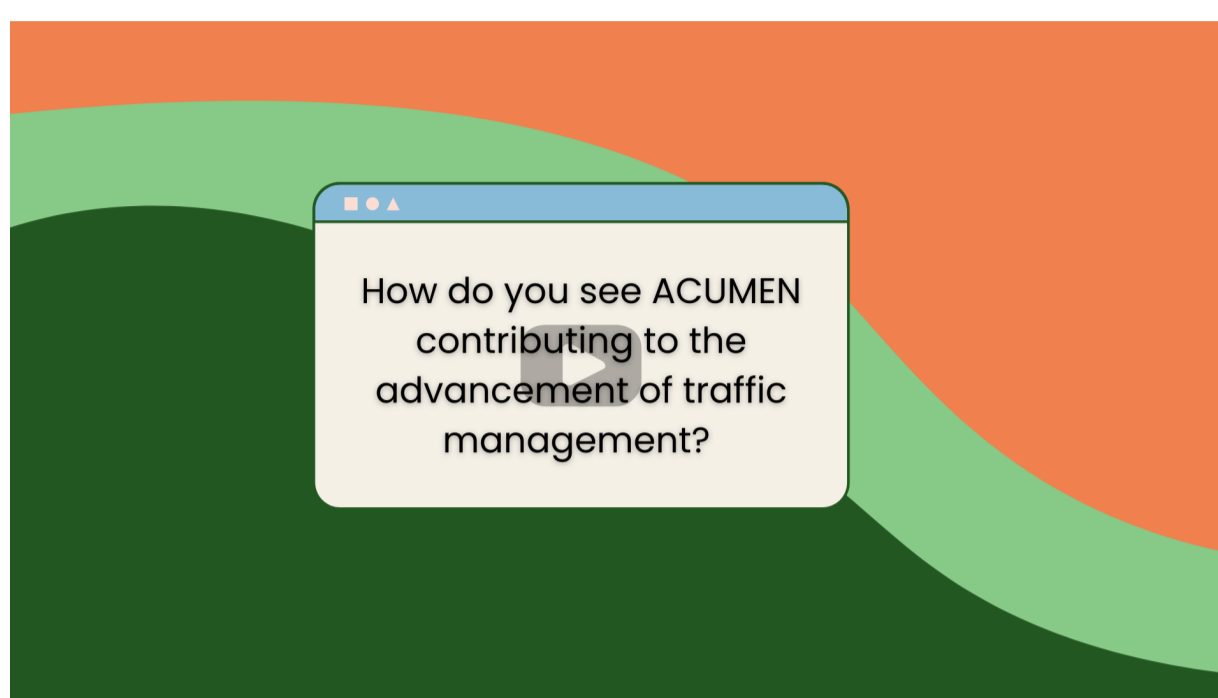 How do you see ACUMEN
contributing to the
advancement of traffic
management?